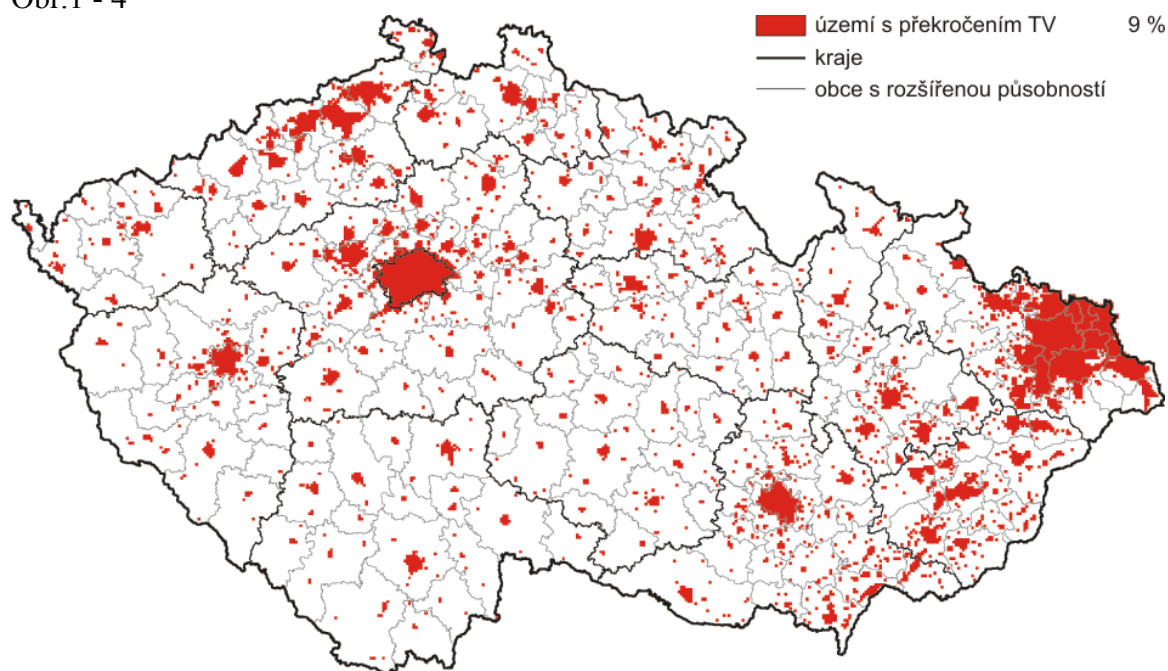 Obr.1 - 4
území s překročením TV 9 %
kraje
obce s rozšířenou působností